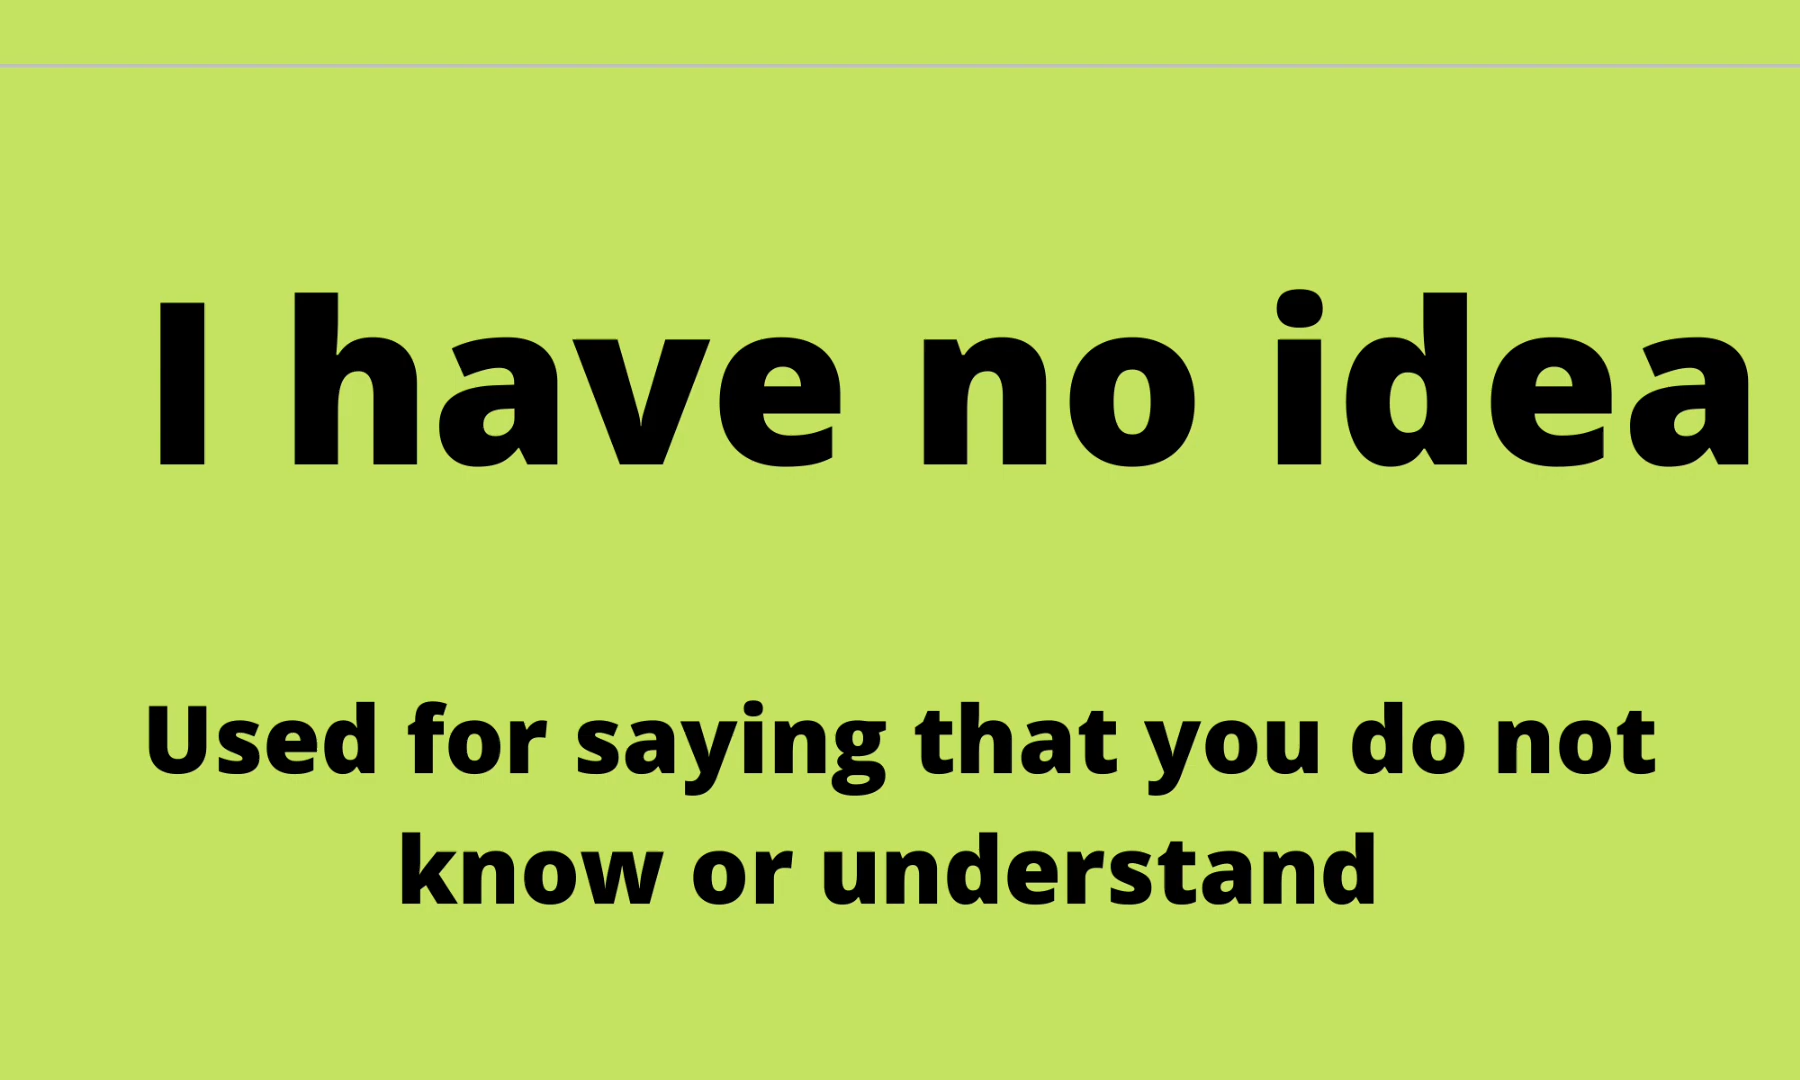 I have no idea
Used for saying that you do not
know or understand